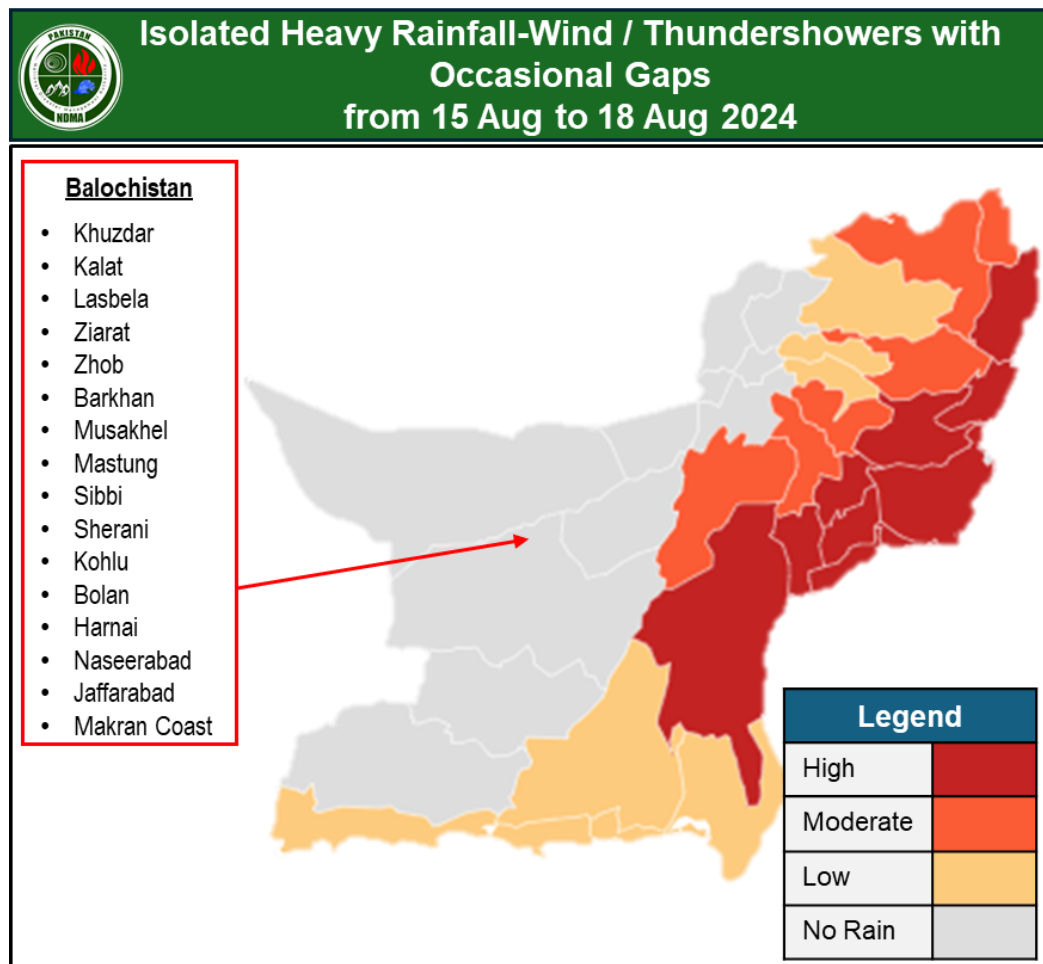 Isolated Heavy Rainfall-Wind / Thundershowers with
Occasional Gaps
from 15 Aug to 18 Aug 2024
PAKISTAN
NDMA
Balochistan
• Khuzdar
• Kalat
• Lasbela
• Ziarat
• Zhob
• Barkhan
• Musakhel
• Mastung
• Sibbi
• Sherani
• Kohlu
• Bolan
• Harnai
• Naseerabad
• Jaffarabad
• Makran Coast
Legend
High
Moderate
Low
No Rain